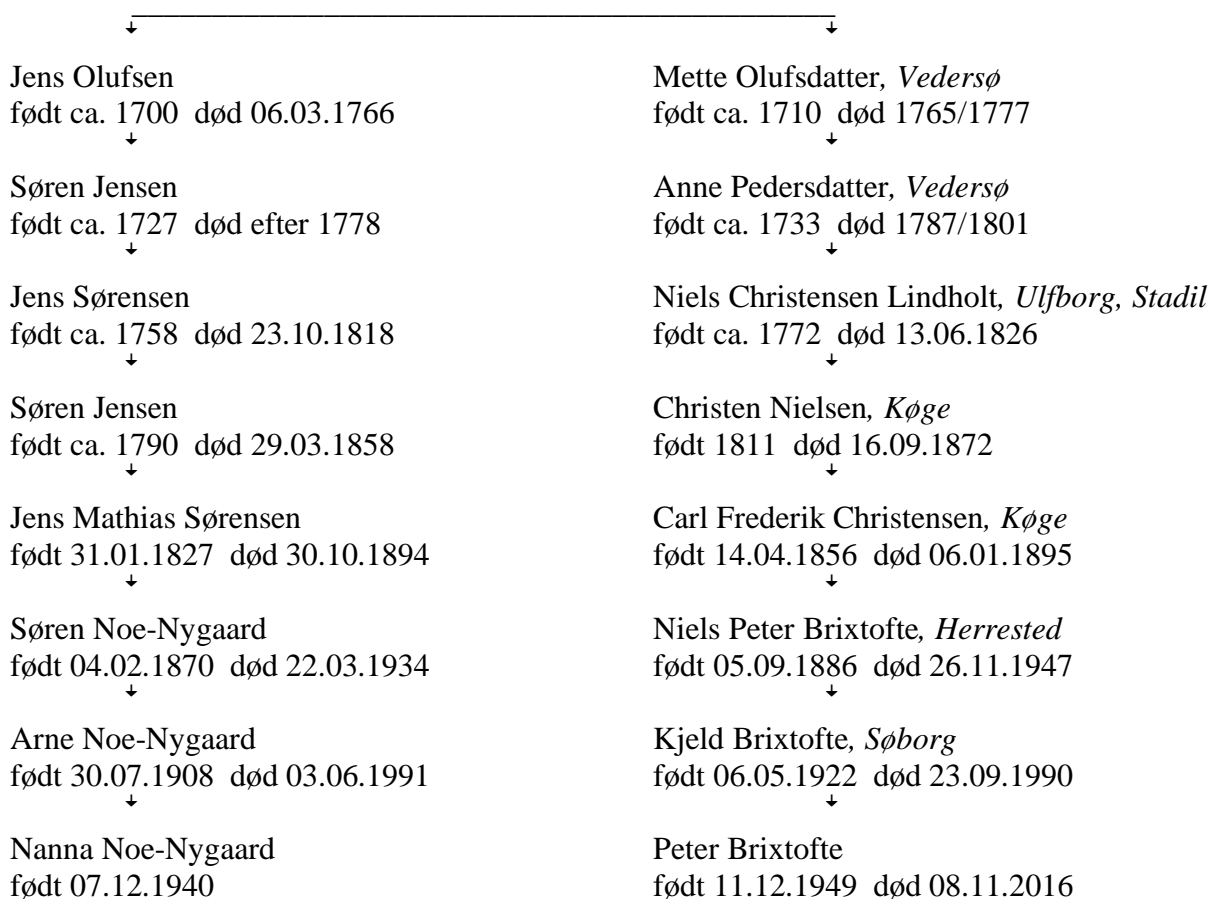 Jens Olufsen
født ca. 1700 død 06.03.1766
Søren Jensen
født ca. 1727 død efter 1778
Jens Sørensen
født ca. 1758 død 23.10.1818
Søren Jensen
født ca. 1790 død 29.03.1858
Jens Mathias Sørensen
født 31.01.1827 død 30.10.1894
Søren Noe-Nygaard
født 04.02.1870 død 22.03.1934
Arne Noe-Nygaard
født 30.07.1908 død 03.06.1991
Nanna Noe-Nygaard
født 07.12.1940
Mette Olufsdatter, Vedersø
født ca. 1710 død 1765/1777
Anne Pedersdatter, Vedersø
født ca. 1733 død 1787/1801
Niels Christensen Lindholt, Ulfborg, Stadil
født ca. 1772 død 13.06.1826
Christen Nielsen, Køge
født 1811 død 16.09.1872
Carl Frederik Christensen, Køge
født 14.04.1856 død 06.01.1895
Niels Peter Brixtofte, Herrested
født 05.09.1886 død 26.11.1947
Kjeld Brixtofte, Søborg
født 06.05.1922 død 23.09.1990
Peter Brixtofte
født 11.12.1949 død 08.11.2016